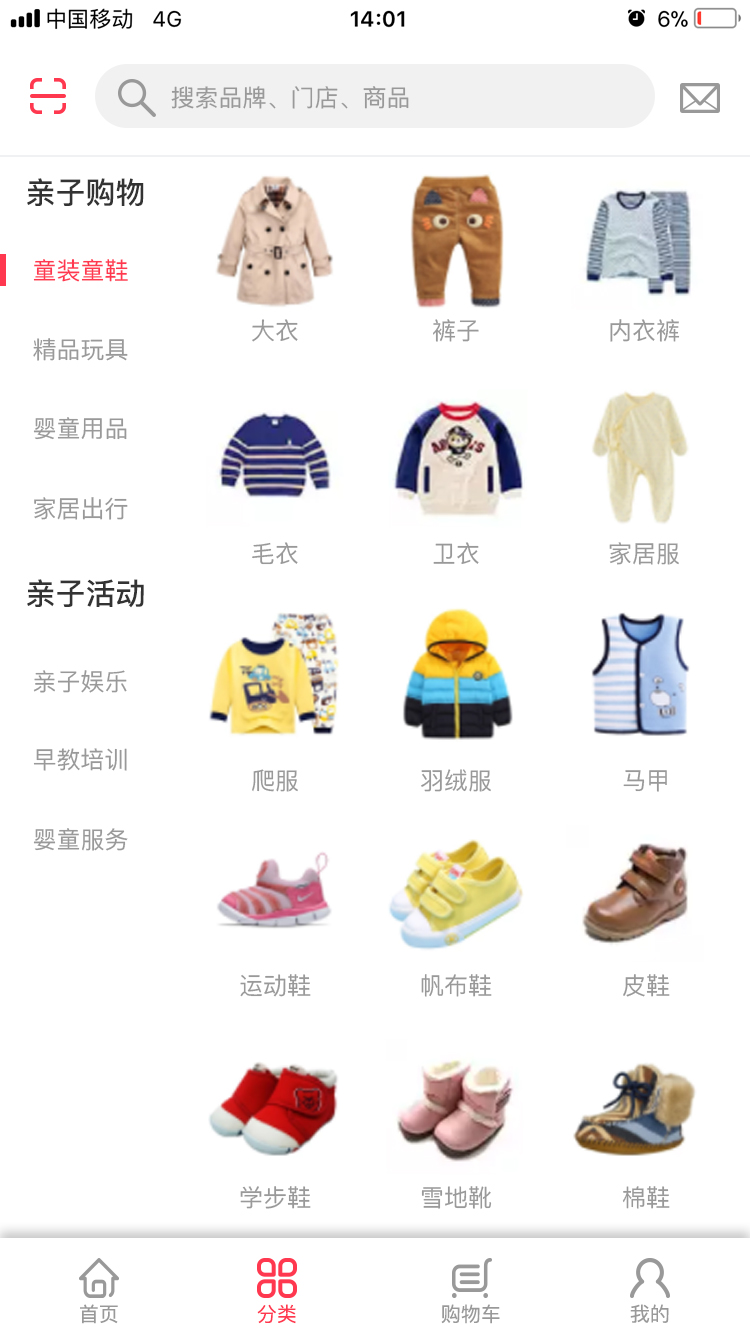 中国移动 4G 14:01 6%
搜索品牌、门店、商品
亲子购物
童装童鞋
精品玩具
婴童用品
家居出行
亲子活动
亲子娱乐
早教培训
婴童服务
大衣 裤子 内衣裤
毛衣 卫衣 家居服
爬服 羽绒服 马甲
运动鞋 帆布鞋 皮鞋
学步鞋 雪地靴 棉鞋
首页 分类 购物车 我的